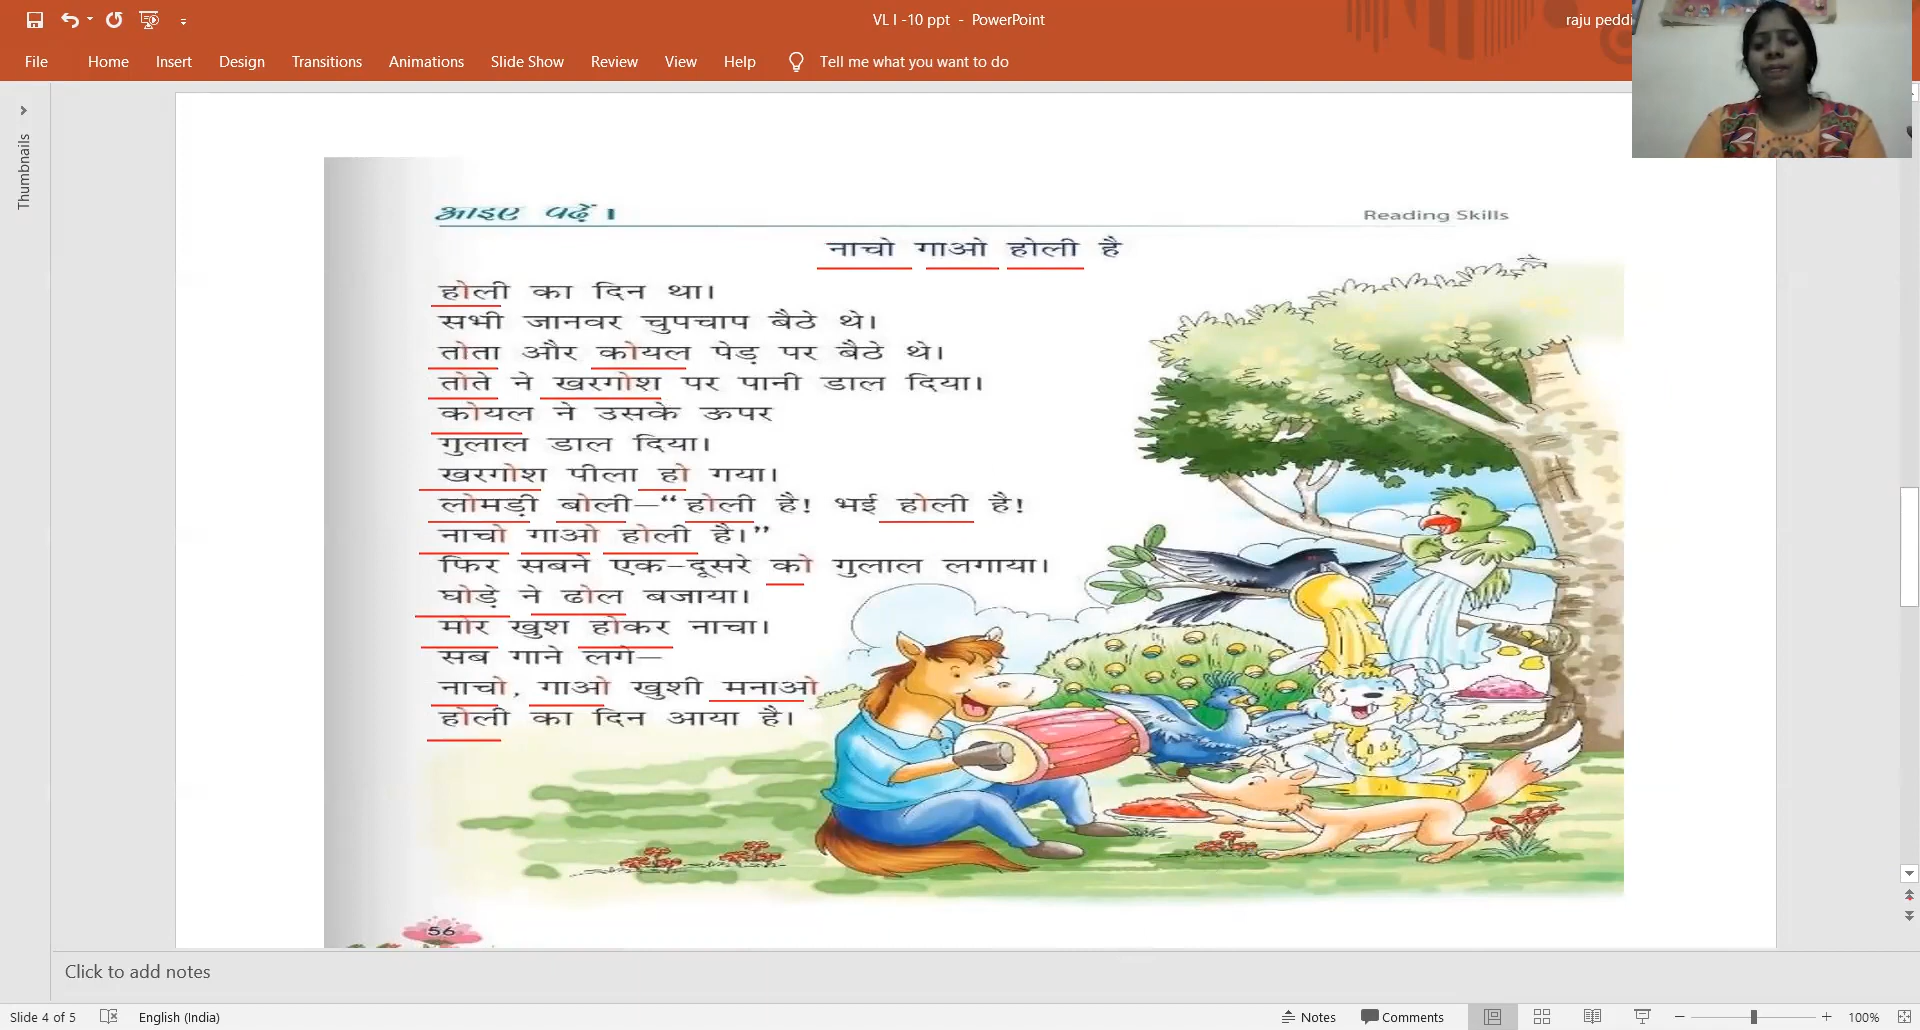 VL I -10 ppt - PowerPoint
raju peddi
File Home Insert Design Transitions Animations Slide Show Review View Help Tell me what you want to do
Thumbnails
आइए पढ़ें । Reading Skills
नाचो गाओ होली है
होली का दिन था।
सभी जानवर चुपचाप बैठे थे।
तोता और कोयल पेड़ पर बैठे थे।
तोते ने खरगोश पर पानी डाल दिया।
कोयल ने उसके ऊपर
गुलाल डाल दिया।
खरगोश पीला हो गया।
लोमड़ी बोली–“होली है! भई होली है!
नाचो गाओ होली है।”
फिर सबने एक-दूसरे को गुलाल लगाया।
घोड़े ने ढोल बजाया।
मोर खुश होकर नाचा।
सब गाने लगे–
नाचो, गाओ खुशी मनाओ
होली का दिन आया है।
56
Click to add notes
Slide 4 of 5 English (India) Notes Comments 100%